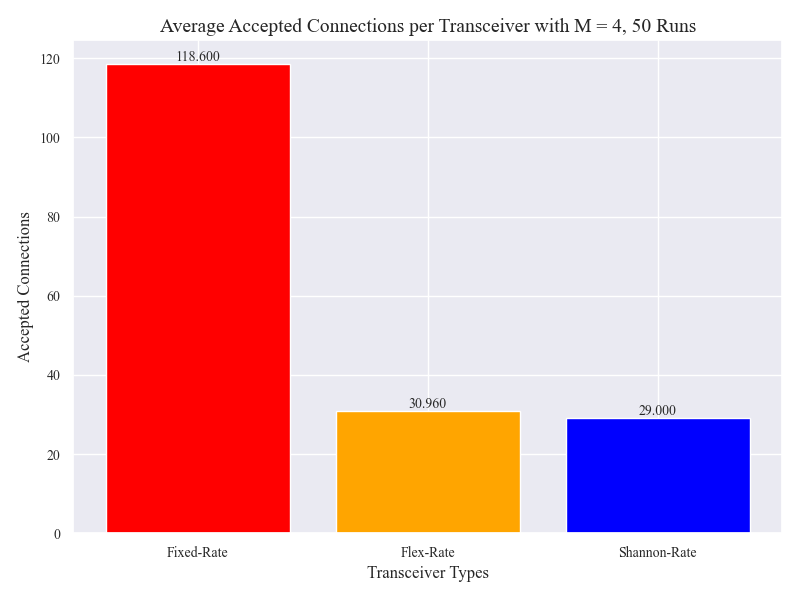 Average Accepted Connections per Transceiver with M = 4, 50 Runs
120
100
80
60
40
20
0
Accepted Connections
118.600
30.960
29.000
Fixed-Rate
Flex-Rate
Shannon-Rate
Transceiver Types